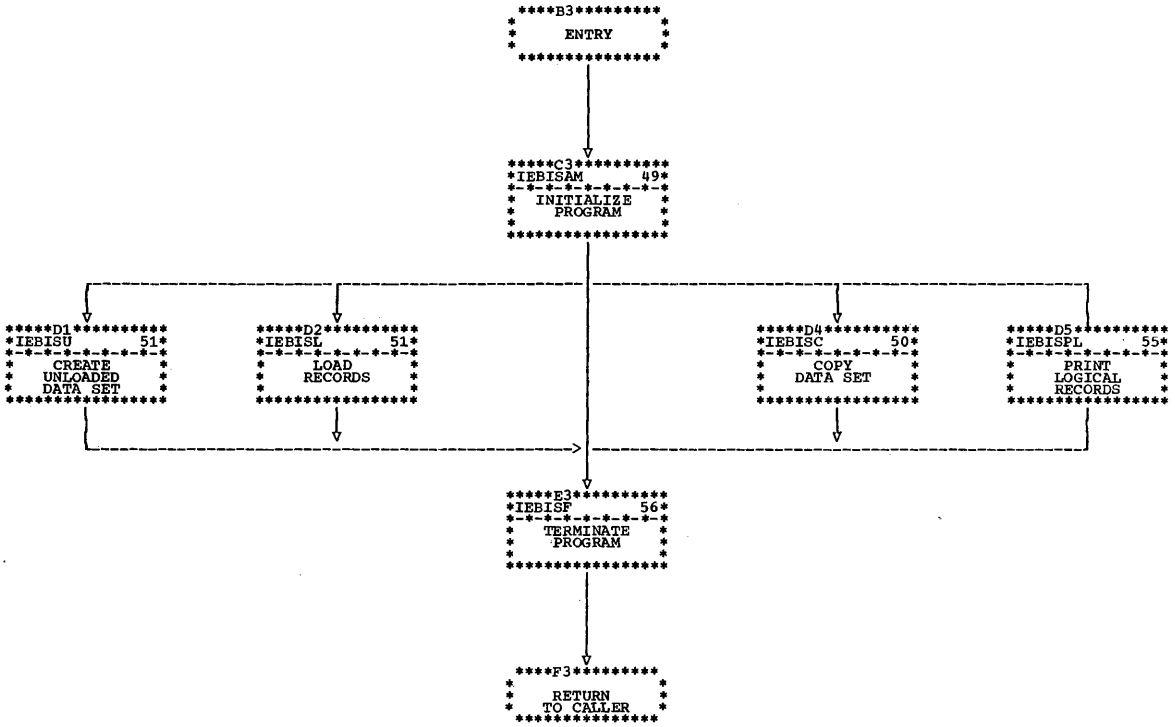 B3
ENTRY
C3
IEBISAM 49
INITIALIZE
PROGRAM
D1
IEBISU 51
CREATE
UNLOADED
DATA SET
D2
IEBISL 51
LOAD
RECORDS
D4
IEBISC 50
COPY
DATA SET
D5
IEBISPL 55
PRINT
LOGICAL
RECORDS
E3
IEBISF 56
TERMINATE
PROGRAM
F3
RETURN
TO CALLER